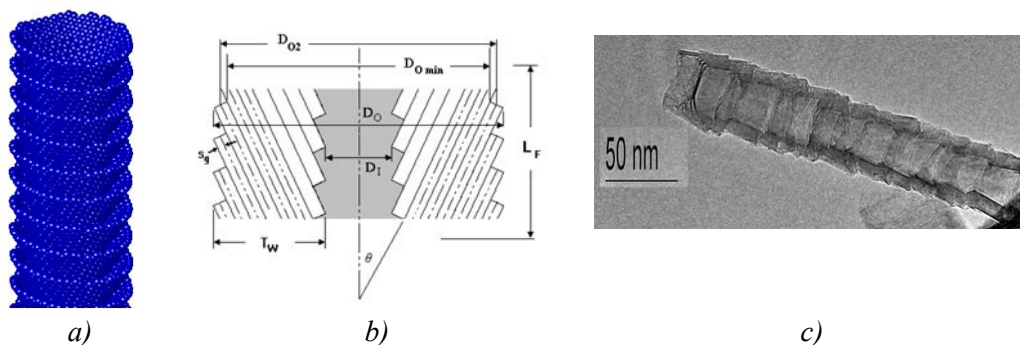 D O2
D O min
D O
S g
D I
L F
T W
θ
50 nm
a)
b)
c)